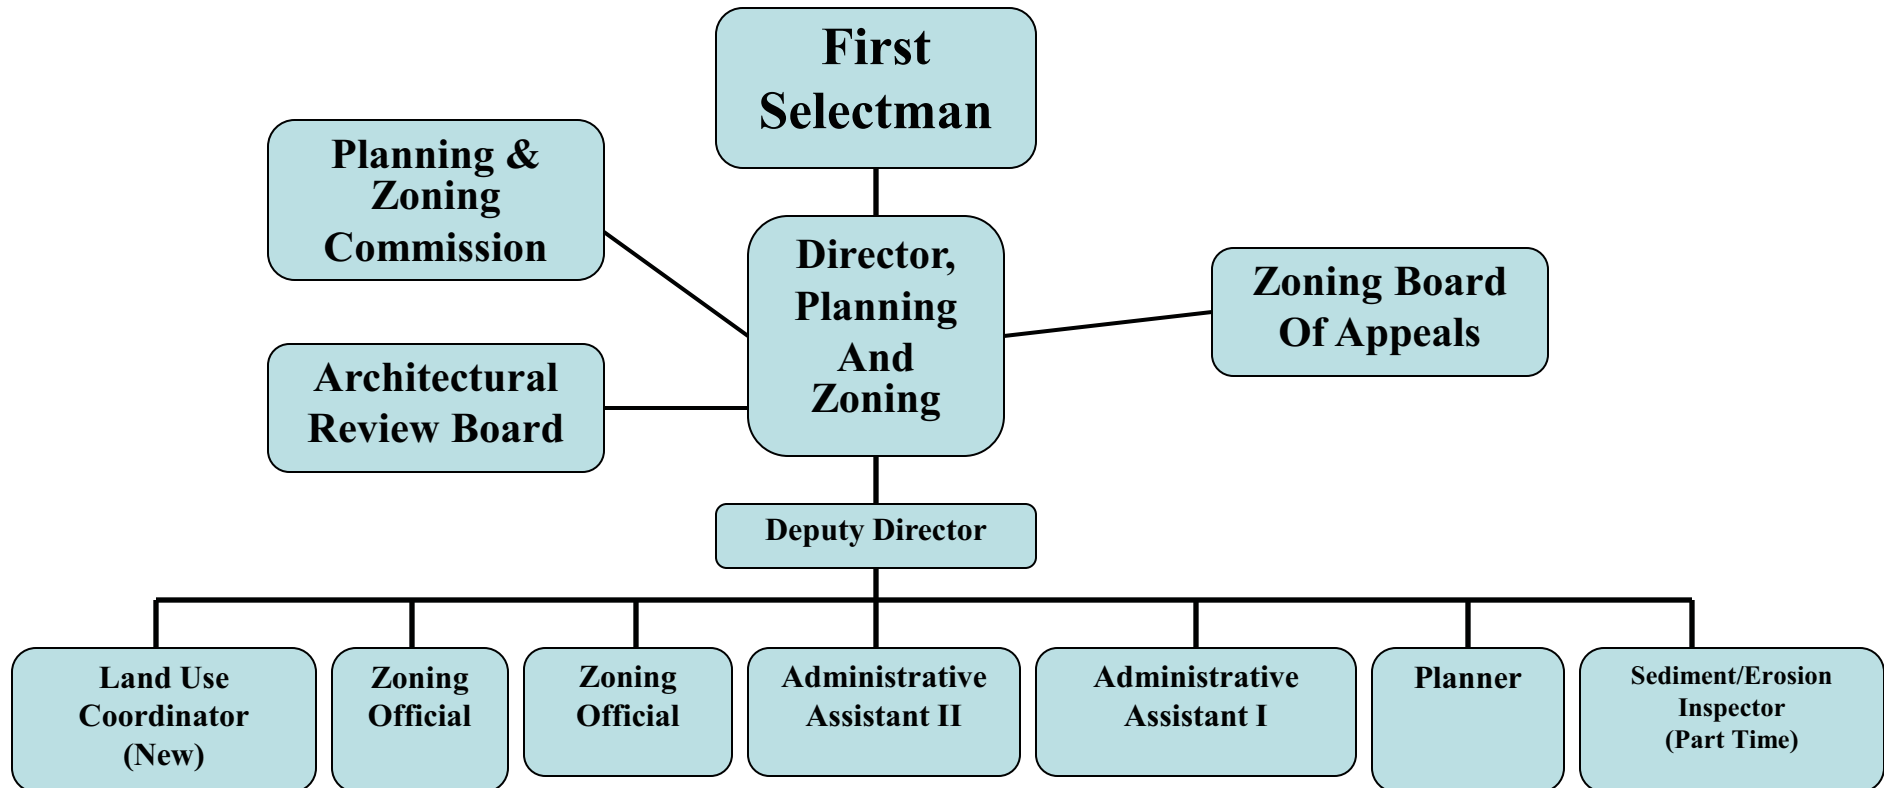 First
Selectman
Planning &
Zoning
Commission
Director,
Planning
And
Zoning
Zoning Board
Of Appeals
Architectural
Review Board
Deputy Director
Land Use
Coordinator
(New)
Zoning
Official
Zoning
Official
Administrative
Assistant II
Administrative
Assistant I
Planner
Sediment/Erosion
Inspector
(Part Time)